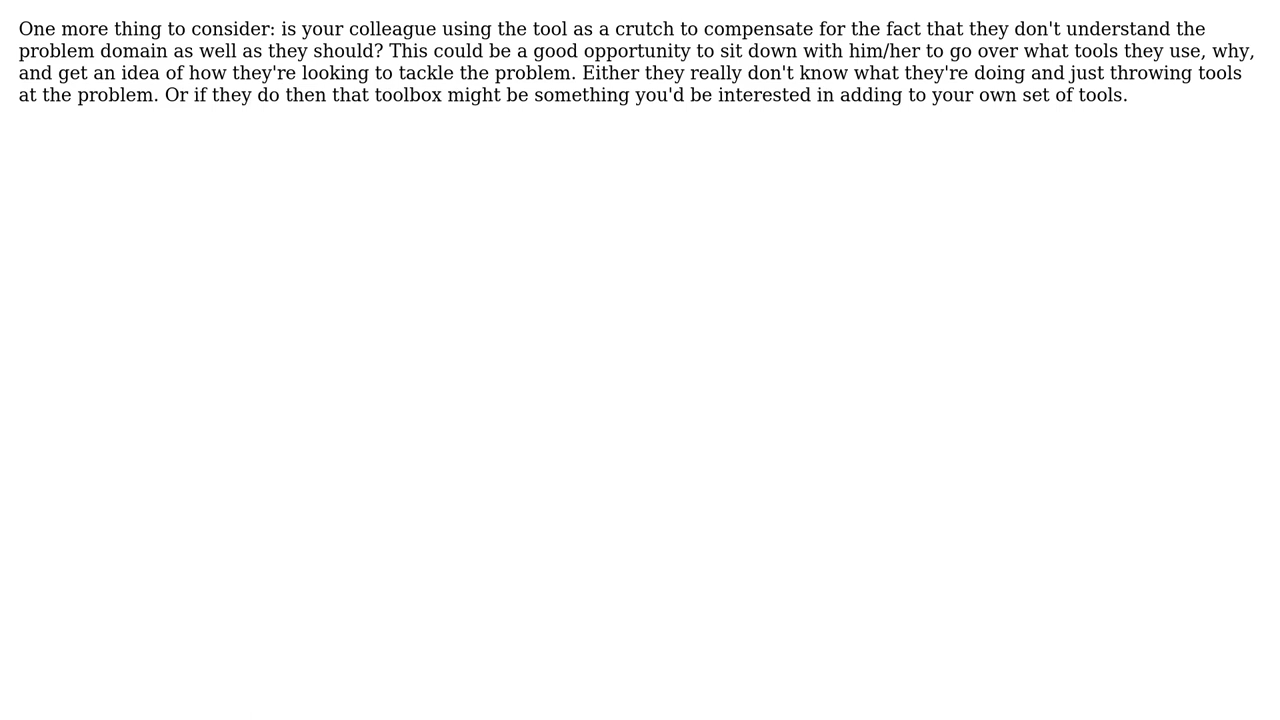 One more thing to consider: is your colleague using the tool as a crutch to compensate for the fact that they don't understand the
problem domain as well as they should? This could be a good opportunity to sit down with him/her to go over what tools they use, why,
and get an idea of how they're looking to tackle the problem. Either they really don't know what they're doing and just throwing tools
at the problem. Or if they do then that toolbox might be something you'd be interested in adding to your own set of tools.